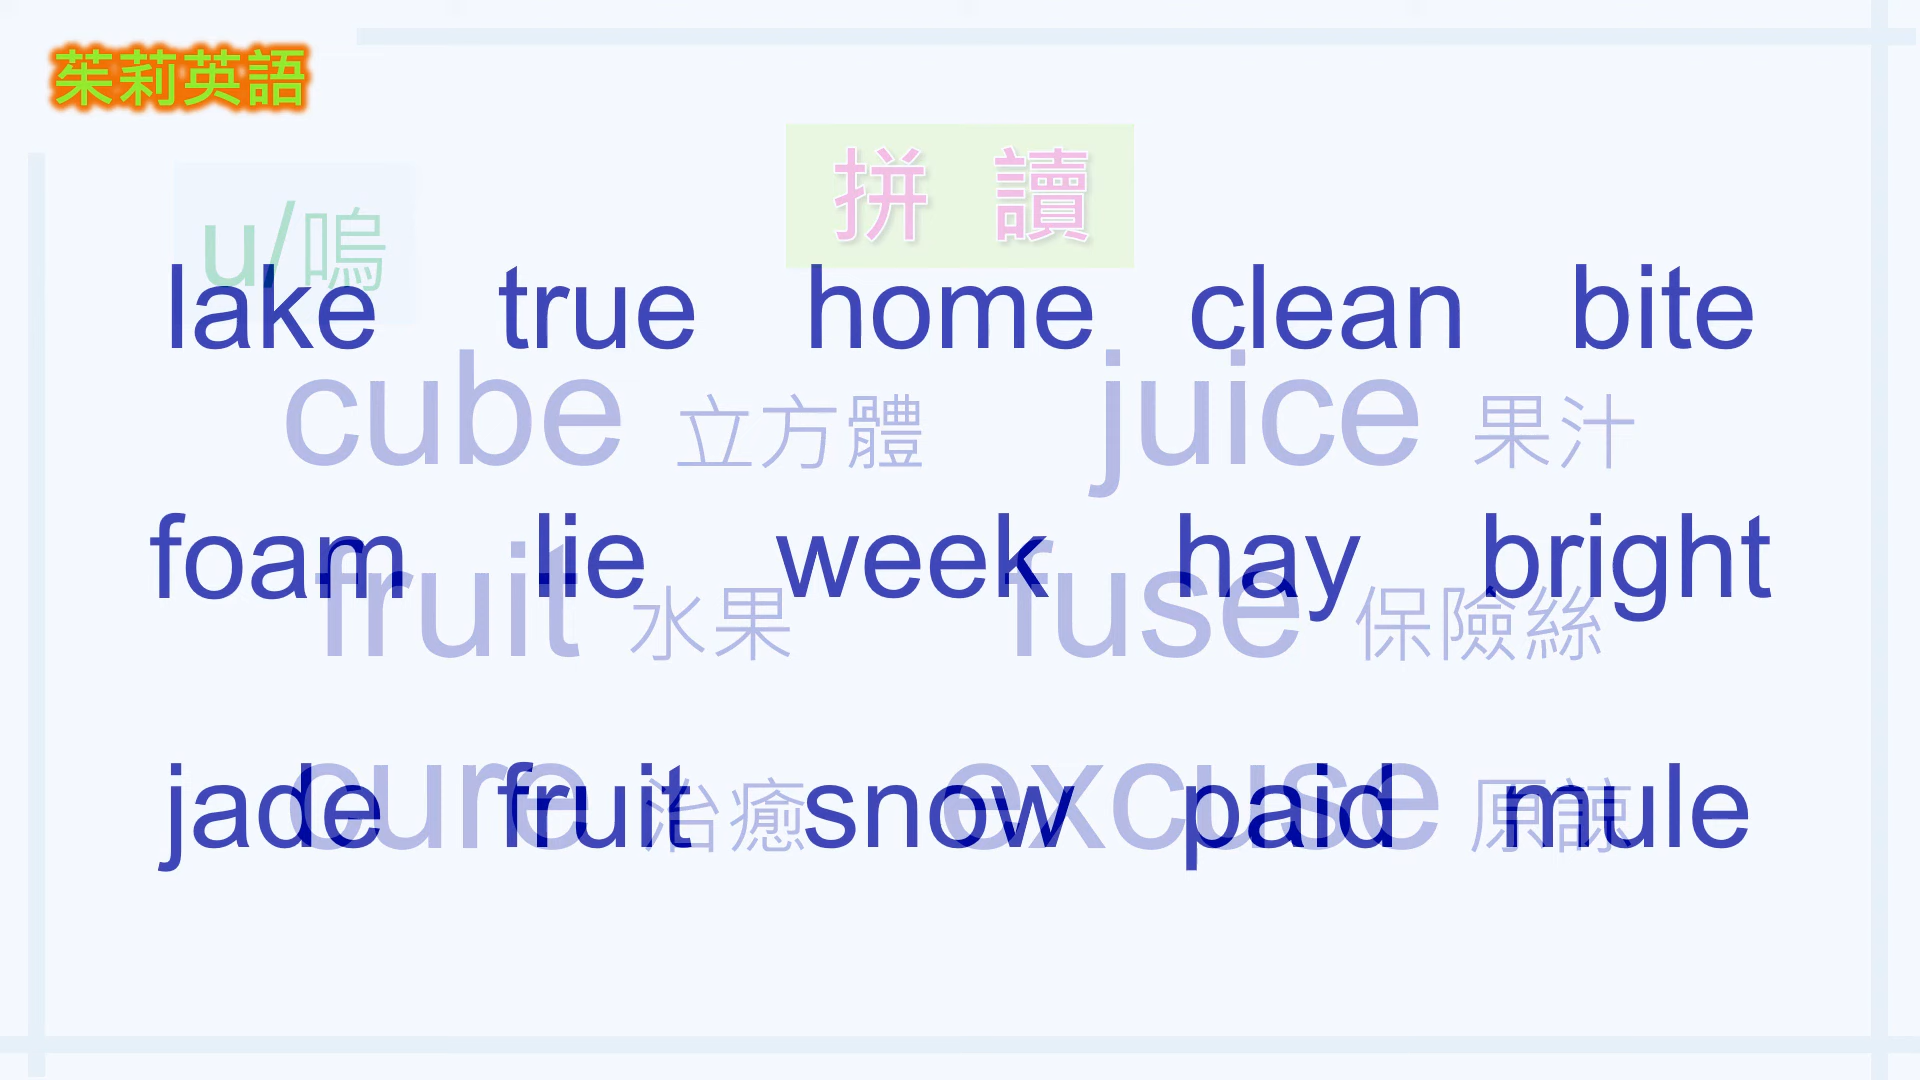 茱莉英語
拼 讀
u/嗚
lake true home clean bite
cube 立方體 juice 果汁
foam lie week hay bright
fruit 水果 fuse 保險絲
jade fruit snow paid mule
cure 治癒 excuse 原諒